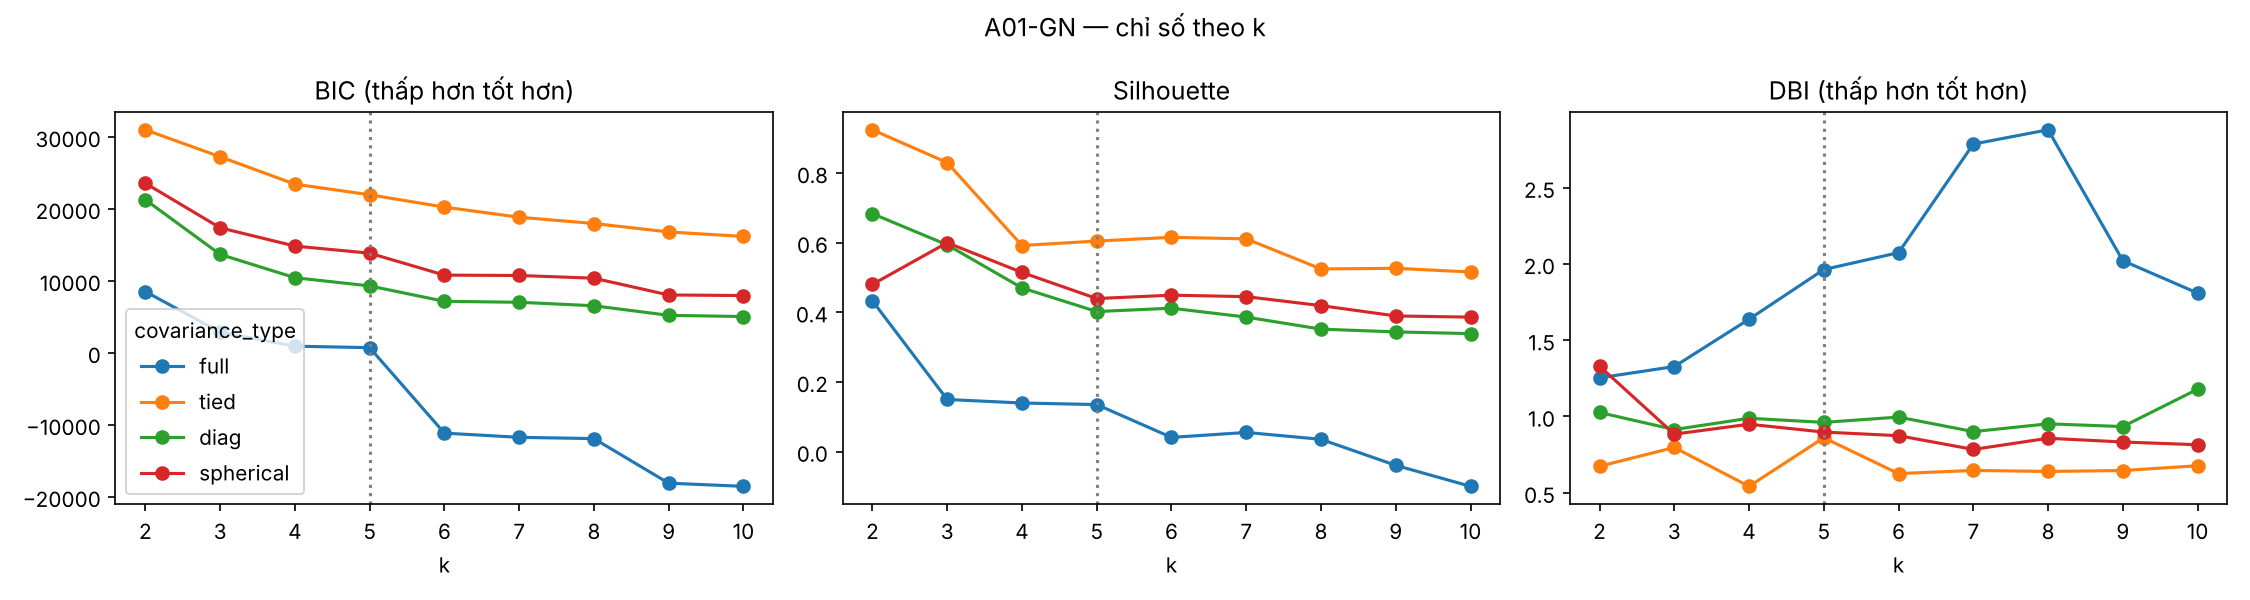 A01-GN — chỉ số theo k
BIC (thấp hơn tốt hơn)
30000
20000
10000
0
−10000
−20000
covariance_type
full
tied
diag
spherical
2 3 4 5 6 7 8 9 10
k
Silhouette
0.8
0.6
0.4
0.2
0.0
2 3 4 5 6 7 8 9 10
k
DBI (thấp hơn tốt hơn)
2.5
2.0
1.5
1.0
0.5
2 3 4 5 6 7 8 9 10
k